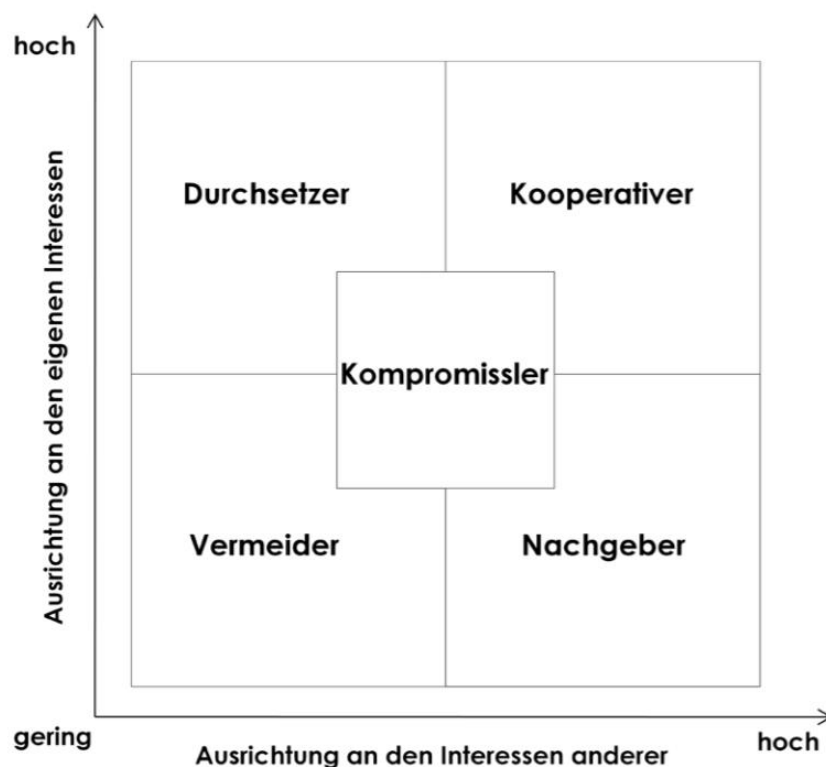 hoch
Ausrichtung an den eigenen Interessen
Durchsetzer
Kooperativer
Kompromissler
Vermeider
Nachgeber
gering
hoch
Ausrichtung an den Interessen anderer